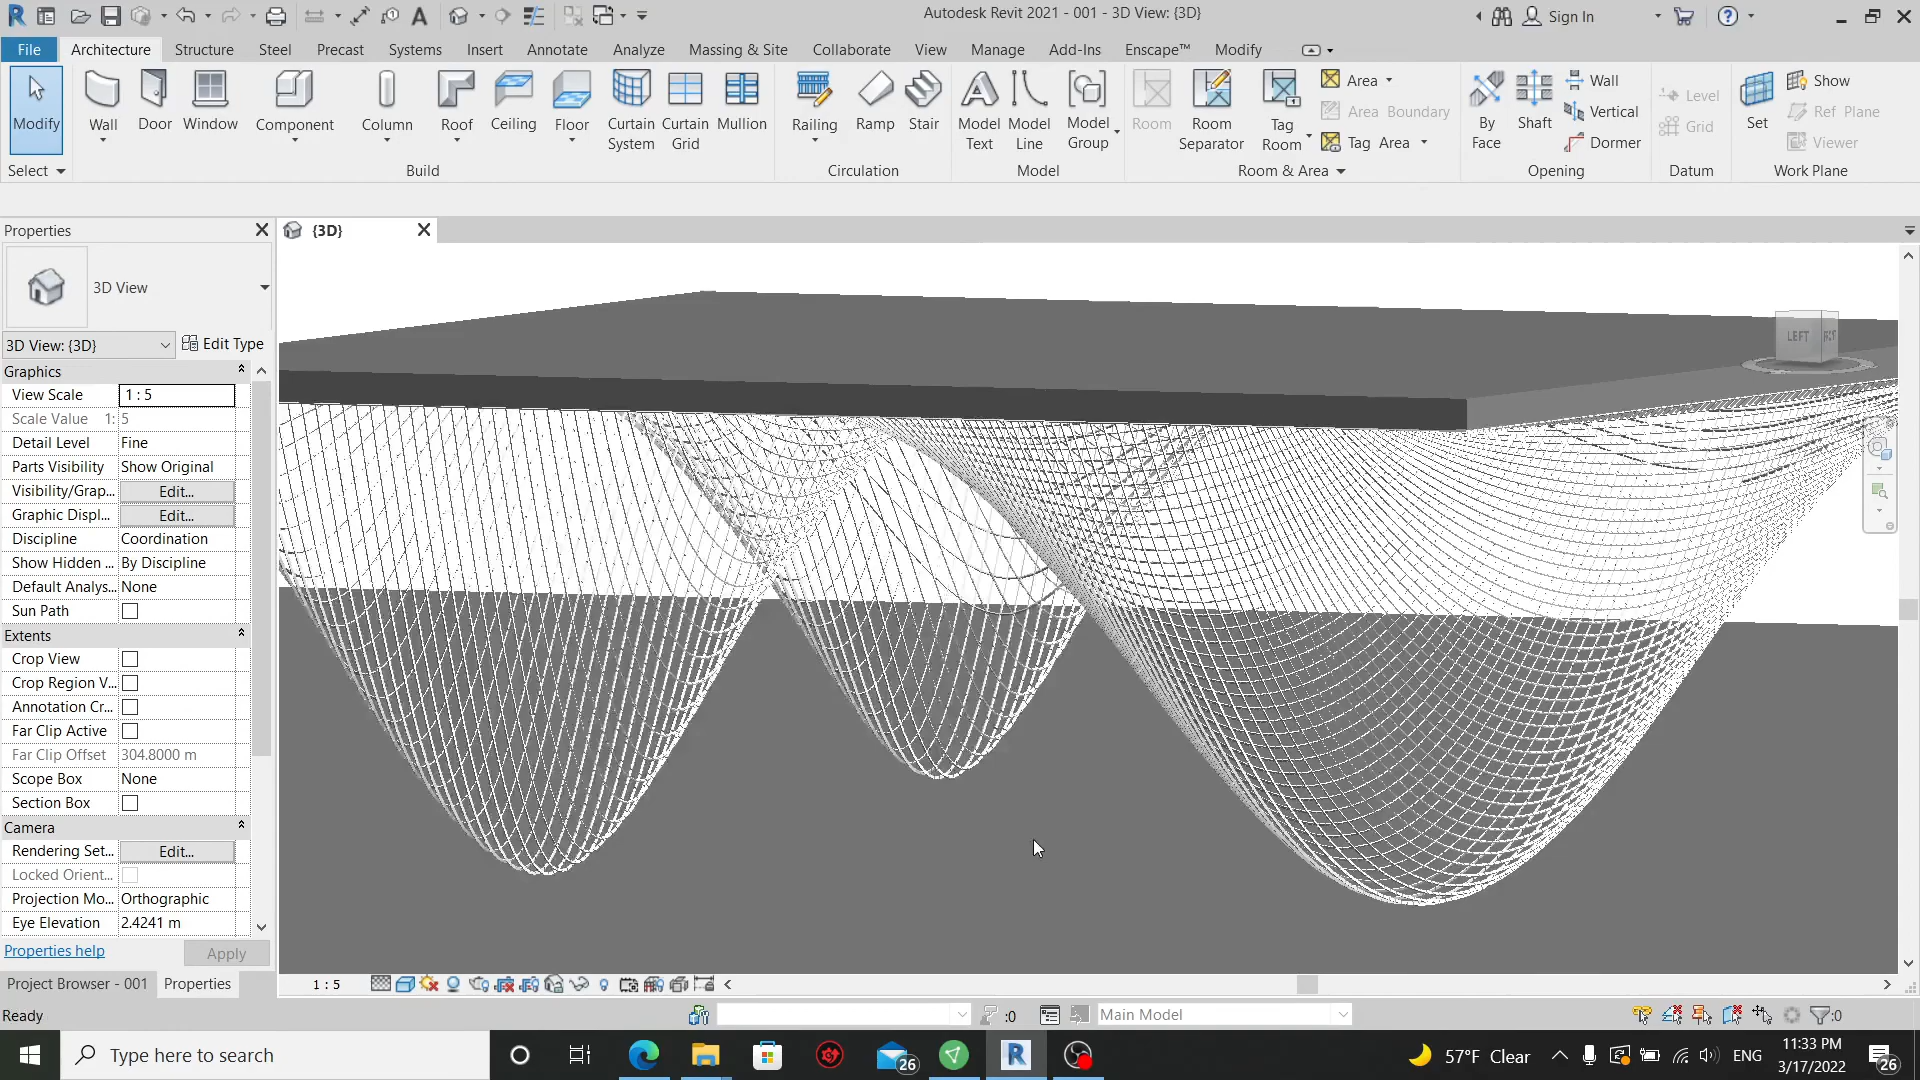 Autodesk Revit 2021 - 001 - 3D View: {3D}
Sign In
File Architecture Structure Steel Precast Systems Insert Annotate Analyze Massing & Site Collaborate View Manage Add-Ins Enscape™ Modify
Modify
Wall
Door
Window
Component
Column
Roof
Ceiling
Floor
Curtain System
Curtain Grid
Mullion
Railing
Ramp
Stair
Model Text
Model Line
Model Group
Room
Room Separator
Tag Room
Area
Area Boundary
Tag Area
By Face
Shaft
Wall
Vertical
Dormer
Level
Grid
Set
Show
Ref Plane
Viewer
Select
Build
Circulation
Model
Room & Area
Opening
Datum
Work Plane
Properties
{3D}
3D View
3D View: {3D} Edit Type
Graphics
View Scale 1 : 5
Scale Value 1: 5
Detail Level Fine
Parts Visibility Show Original
Visibility/Grap... Edit...
Graphic Displ... Edit...
Discipline Coordination
Show Hidden ... By Discipline
Default Analys... None
Sun Path
Extents
Crop View
Crop Region V...
Annotation Cr...
Far Clip Active
Far Clip Offset 304.8000 m
Scope Box None
Section Box
Camera
Rendering Set... Edit...
Locked Orient...
Projection Mo... Orthographic
Eye Elevation 2.4241 m
Properties help Apply
Project Browser - 001 Properties
LEFT
1 : 5
Ready
:0
Main Model
:0
Type here to search
26
57°F Clear
ENG
11:33 PM
3/17/2022
26